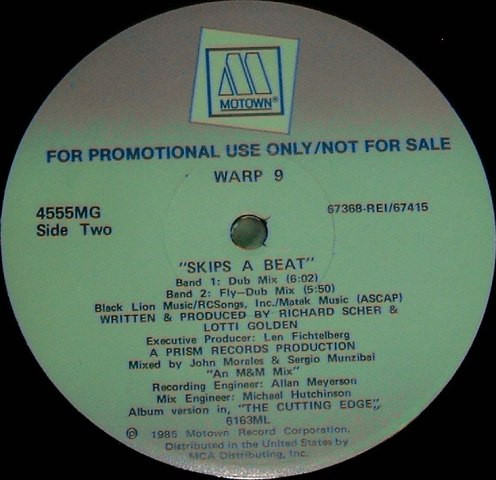 M
MOTOWN®
FOR PROMOTIONAL USE ONLY/NOT FOR SALE
WARP 9
4555MG
Side Two
67368-REI/67415
"SKIPS A BEAT"
Band 1: Dub Mix (6:02)
Band 2: Fly-Dub Mix (5:50)
Black Lion Music/RCSongs, Inc./Matak Music (ASCAP)
WRITTEN & PRODUCED BY RICHARD SCHER &
LOTTI GOLDEN
Executive Producer: Len Fichtelberg
A PRISM RECORDS PRODUCTION
Mixed by John Morales & Sergio Munzibai
"An M&M Mix"
Recording Engineer: Allan Meyerson
Mix Engineer: Michael Hutchinson
Album version in, "THE CUTTING EDGE",
6163ML
℗ 1985 Motown Record Corporation.
Distributed in the United States by
MCA Distributing, Inc.